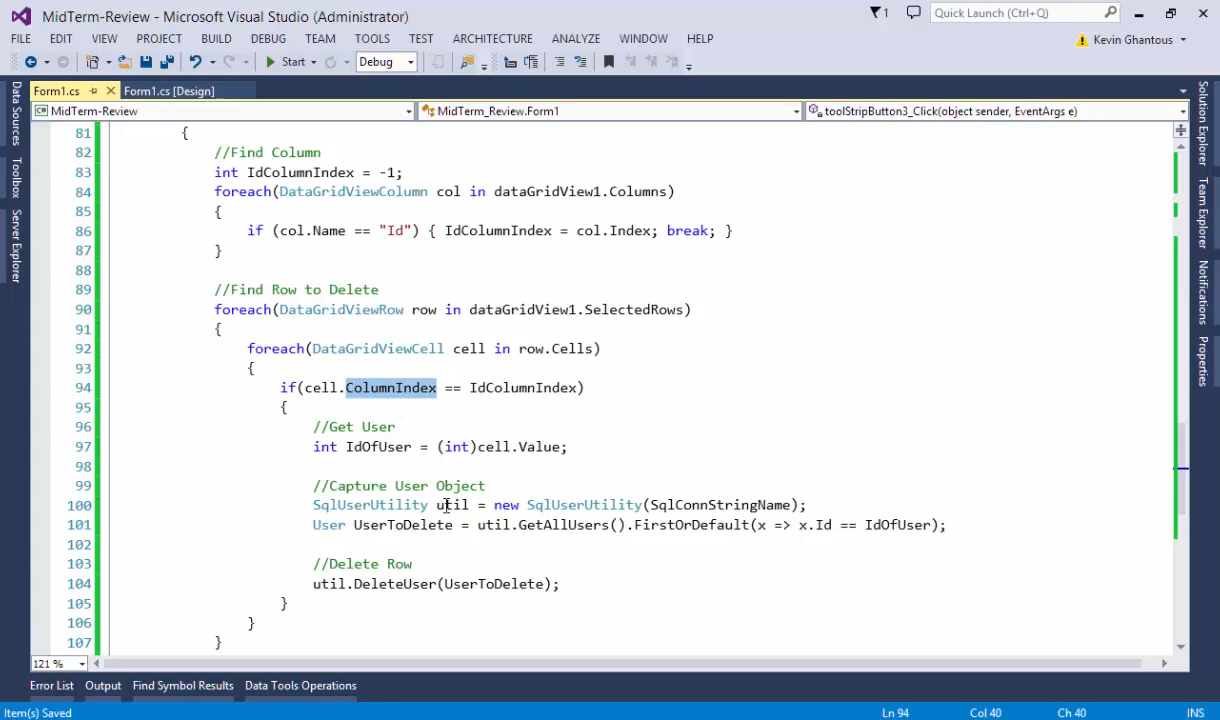 MidTerm-Review - Microsoft Visual Studio (Administrator)
1
Quick Launch (Ctrl+Q)
FILE EDIT VIEW PROJECT BUILD DEBUG TEAM TOOLS TEST ARCHITECTURE ANALYZE WINDOW HELP
Kevin Ghantous
Start
Debug
Form1.cs
Form1.cs [Design]
MidTerm-Review
MidTerm_Review.Form1
toolStripButton3_Click(object sender, EventArgs e)
Data Sources
Toolbox
Server Explorer
81 {
82 //Find Column
83 int IdColumnIndex = -1;
84 foreach(DataGridViewColumn col in dataGridView1.Columns)
85 {
86 if (col.Name == "Id") { IdColumnIndex = col.Index; break; }
87 }
88
89 //Find Row to Delete
90 foreach(DataGridViewRow row in dataGridView1.SelectedRows)
91 {
92 foreach(DataGridViewCell cell in row.Cells)
93 {
94 if(cell.ColumnIndex == IdColumnIndex)
95 {
96 //Get User
97 int IdOfUser = (int)cell.Value;
98
99 //Capture User Object
100 SqlUserUtility util = new SqlUserUtility(SqlConnStringName);
101 User UserToDelete = util.GetAllUsers().FirstOrDefault(x => x.Id == IdOfUser);
102
103 //Delete Row
104 util.DeleteUser(UserToDelete);
105 }
106 }
107 }
Solution Explorer
Team Explorer
Notifications
Properties
121 %
Error List Output Find Symbol Results Data Tools Operations
Item(s) Saved
Ln 94 Col 40 Ch 40 INS